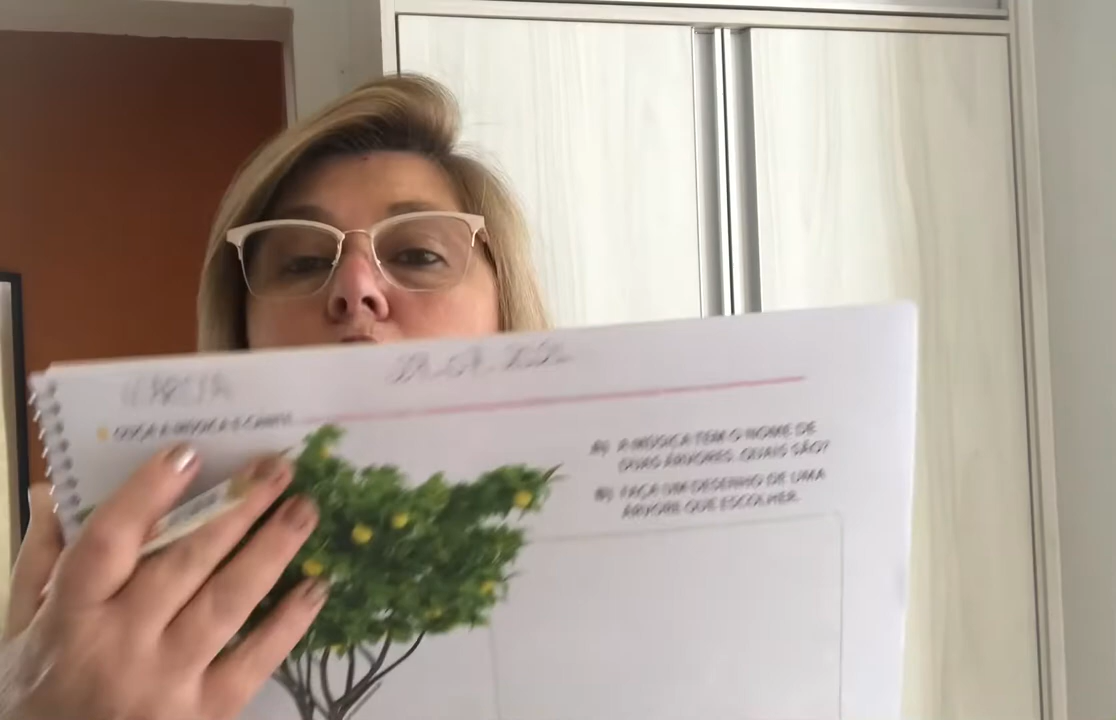 OUÇA A MÚSICA E CANTE
A) A MÚSICA TEM O NOME DE
DUAS ÁRVORES. QUAIS SÃO?
B) FAÇA UM DESENHO DE UMA
ÁRVORE QUE ESCOLHER.